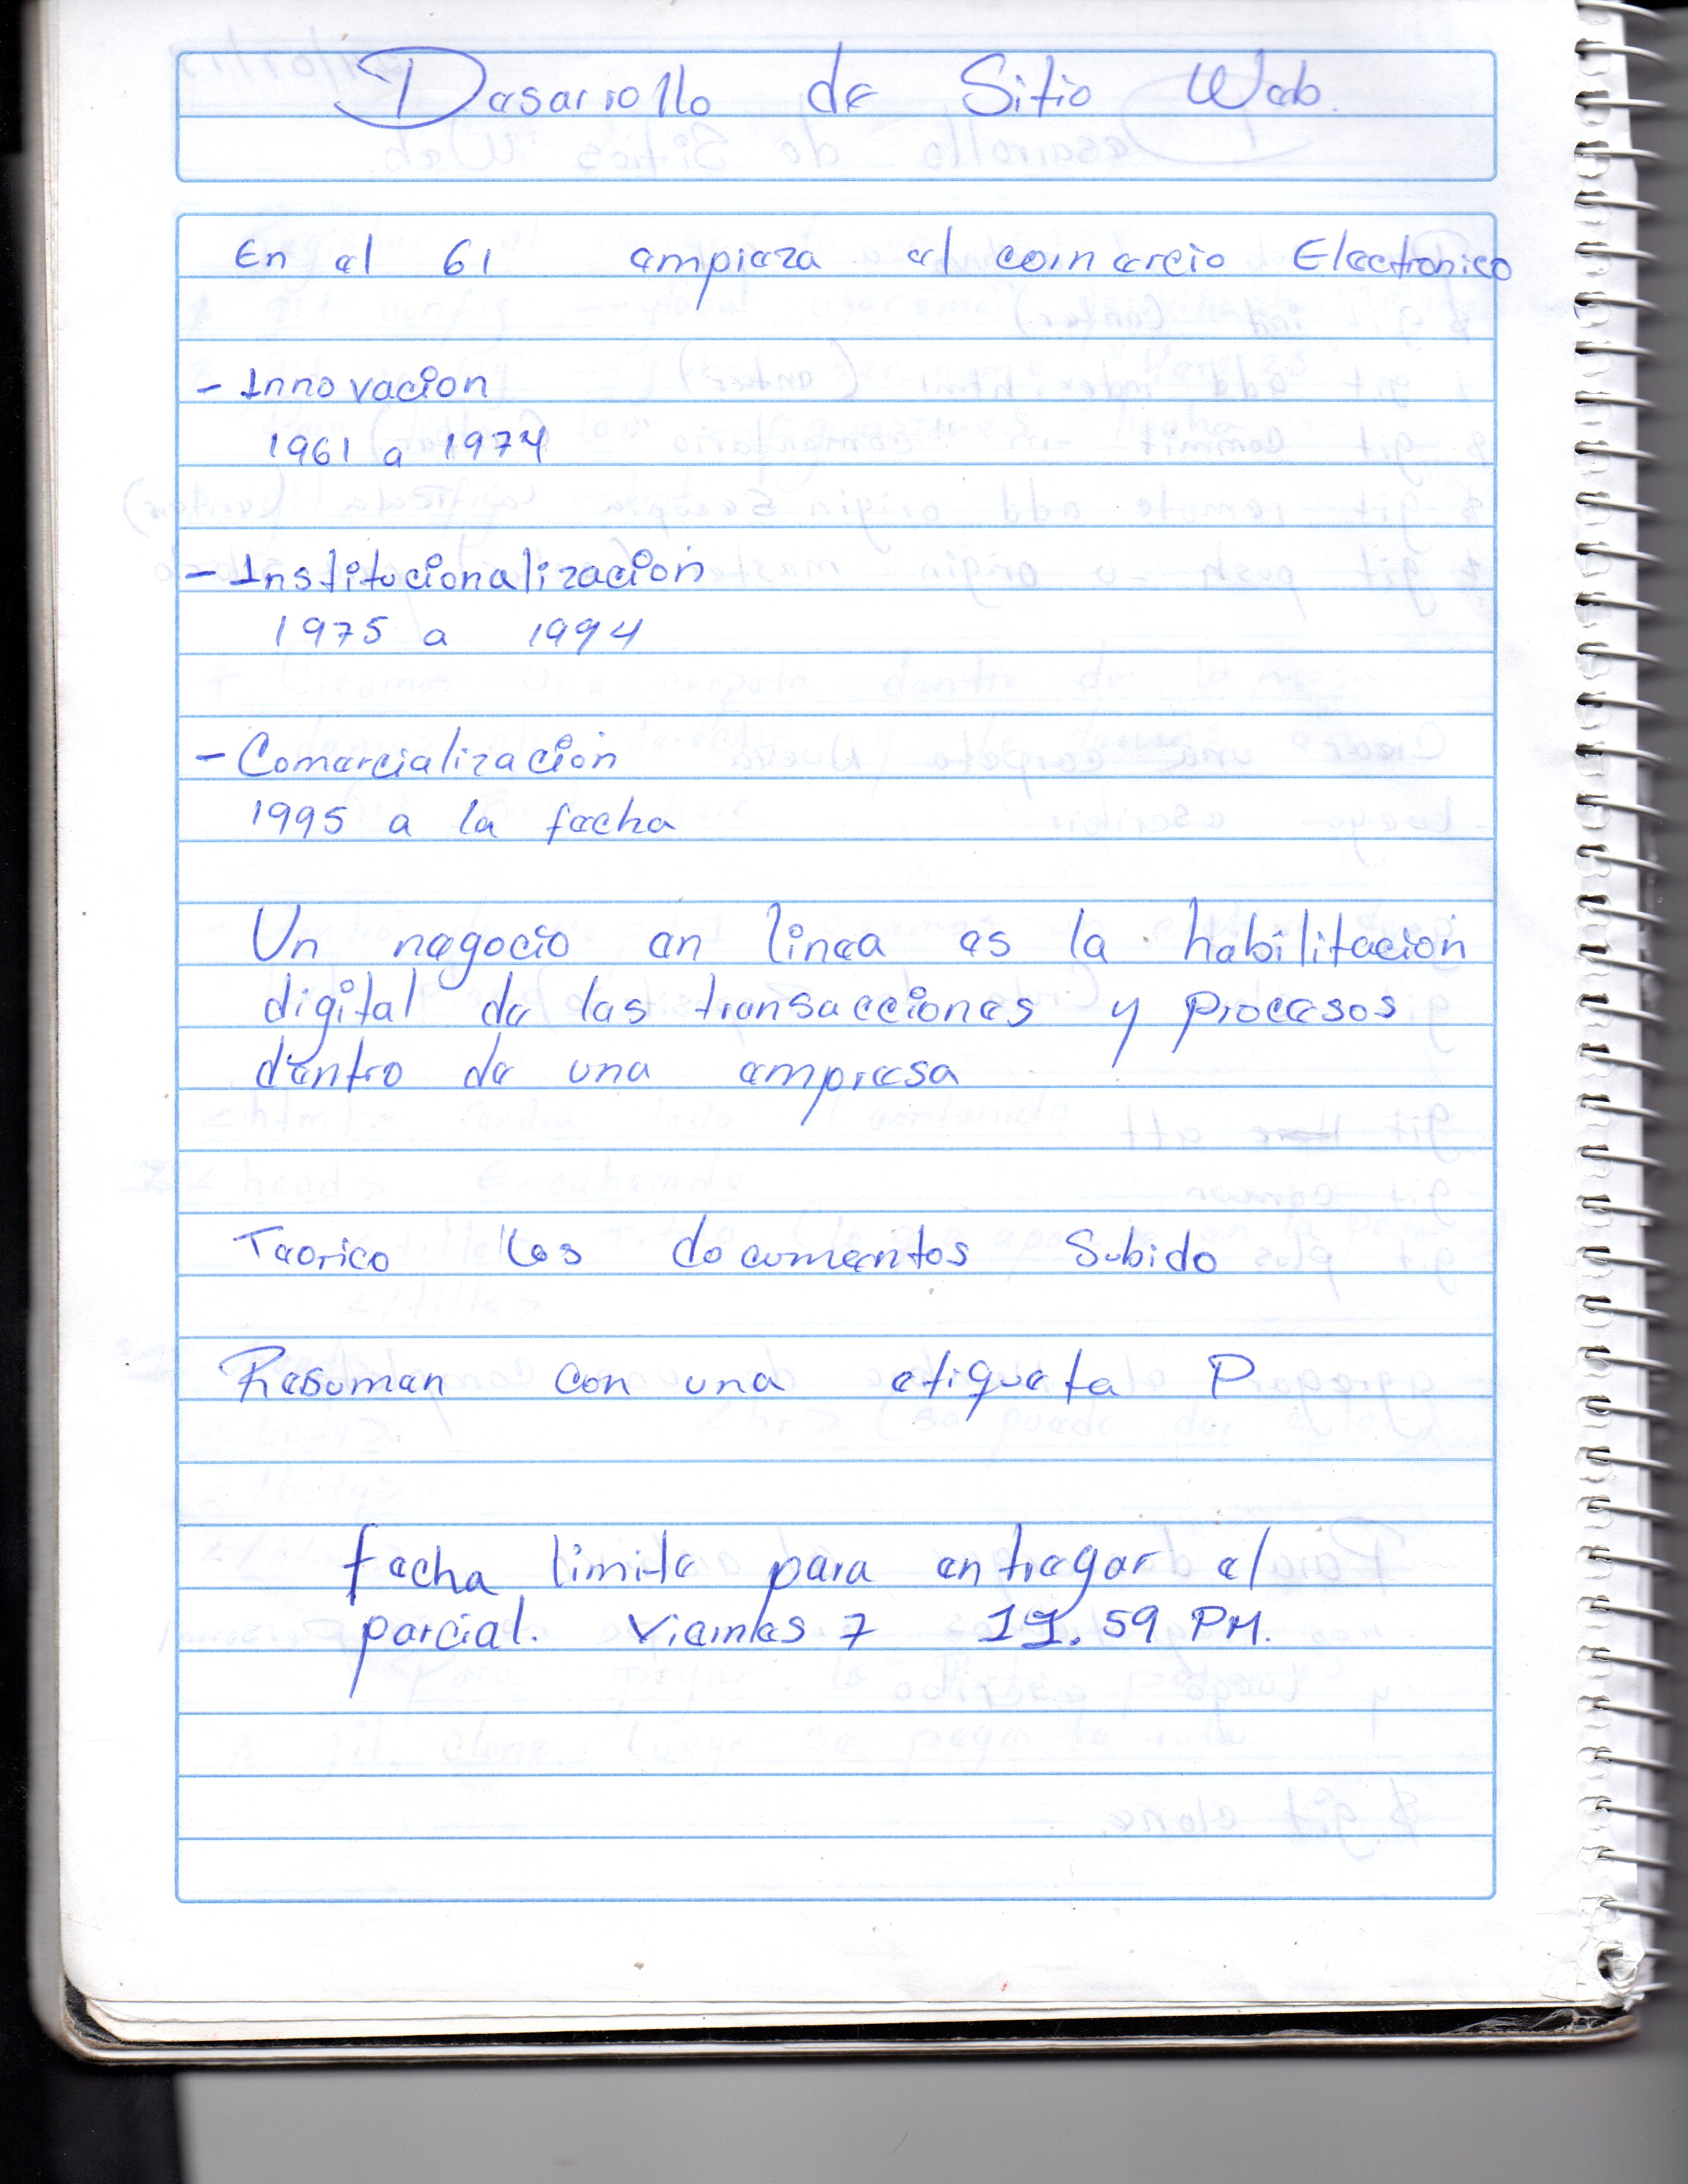 Desarrollo de Sitio Web.
En el 61 empieza el comercio Electronico
- Innovacion
1961 a 1974
- Institucionalizacion
1975 a 1994
- Comercialización
1995 a la fecha
Un negocio en linea es la habilitacion
digital de las transacciones y procesos
dentro de una empresa
Teorico los documentos Subido
Resumen con una etiqueta P
fecha limite para entregar el
parcial. Viernes 7 11.59 PM.